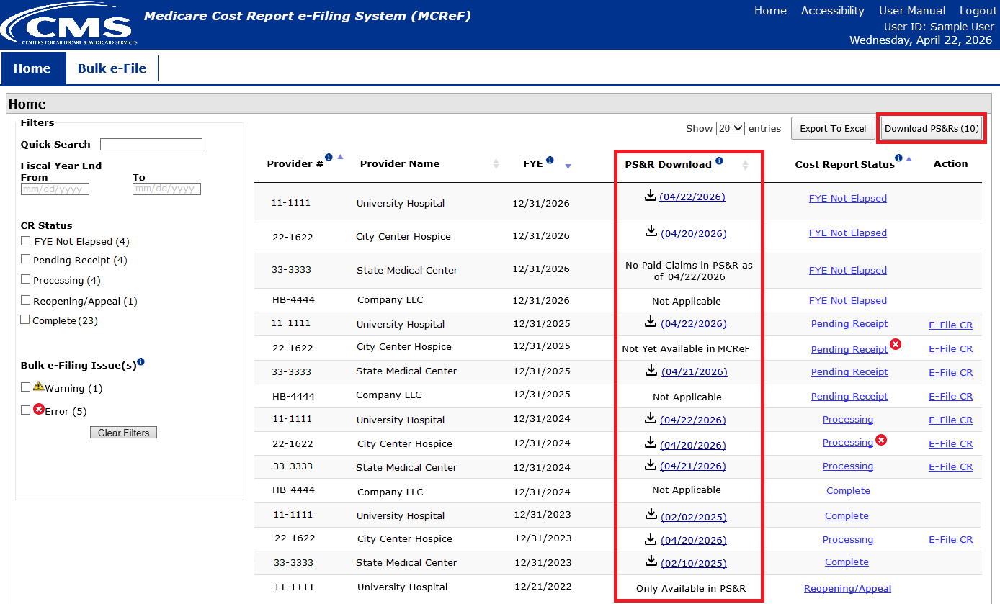 CMS
CENTERS FOR MEDICARE & MEDICAID SERVICES
Medicare Cost Report e-Filing System (MCReF)
Home Accessibility User Manual Logout
User ID: Sample User
Wednesday, April 22, 2026
Home Bulk e-File
Home
Filters
Quick Search
Fiscal Year End
From To
mm/dd/yyyy mm/dd/yyyy
CR Status
FYE Not Elapsed (4)
Pending Receipt (4)
Processing (4)
Reopening/Appeal (1)
Complete (23)
Bulk e-Filing Issue(s)
Warning (1)
Error (5)
Clear Filters
Show 20 entries Export To Excel Download PS&Rs (10)
Provider # Provider Name FYE PS&R Download Cost Report Status Action
11-1111 University Hospital 12/31/2026 (04/22/2026) FYE Not Elapsed
22-1622 City Center Hospice 12/31/2026 (04/20/2026) FYE Not Elapsed
33-3333 State Medical Center 12/31/2026 No Paid Claims in PS&R as of 04/22/2026 FYE Not Elapsed
HB-4444 Company LLC 12/31/2026 Not Applicable FYE Not Elapsed
11-1111 University Hospital 12/31/2025 (04/22/2026) Pending Receipt E-File CR
22-1622 City Center Hospice 12/31/2025 Not Yet Available in MCReF Pending Receipt E-File CR
33-3333 State Medical Center 12/31/2025 (04/21/2026) Pending Receipt E-File CR
HB-4444 Company LLC 12/31/2025 Not Applicable Pending Receipt E-File CR
11-1111 University Hospital 12/31/2024 (04/22/2026) Processing E-File CR
22-1622 City Center Hospice 12/31/2024 (04/20/2026) Processing E-File CR
33-3333 State Medical Center 12/31/2024 (04/21/2026) Processing E-File CR
HB-4444 Company LLC 12/31/2024 Not Applicable Complete
11-1111 University Hospital 12/31/2023 (02/02/2025) Complete
22-1622 City Center Hospice 12/31/2023 (04/20/2026) Processing E-File CR
33-3333 State Medical Center 12/31/2023 (02/10/2025) Complete
11-1111 University Hospital 12/21/2022 Only Available in PS&R Reopening/Appeal